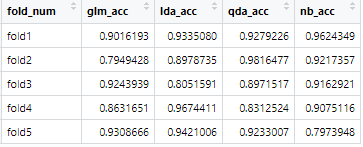 fold_num glm_acc lda_acc qda_acc nb_acc
fold1 0.9016193 0.9335080 0.9279226 0.9624349
fold2 0.7949428 0.8978735 0.9816477 0.9217357
fold3 0.9243939 0.8051591 0.8971517 0.9162921
fold4 0.8631651 0.9674411 0.8312524 0.9075116
fold5 0.9308666 0.9421006 0.9233007 0.7973948